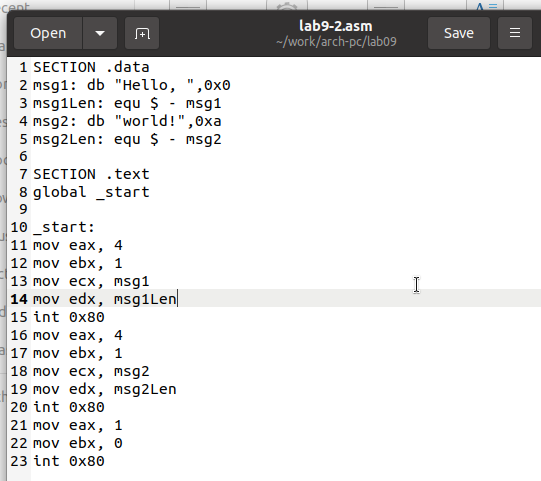 ecent
Open
lab9-2.asm
~/work/arch-pc/lab09
Save
1 SECTION .data
2 msg1: db "Hello, ",0x0
3 msg1Len: equ $ - msg1
4 msg2: db "world!",0xa
5 msg2Len: equ $ - msg2
6
7 SECTION .text
8 global _start
9
10 _start:
11 mov eax, 4
12 mov ebx, 1
13 mov ecx, msg1
14 mov edx, msg1Len
15 int 0x80
16 mov eax, 4
17 mov ebx, 1
18 mov ecx, msg2
19 mov edx, msg2Len
20 int 0x80
21 mov eax, 1
22 mov ebx, 0
23 int 0x80